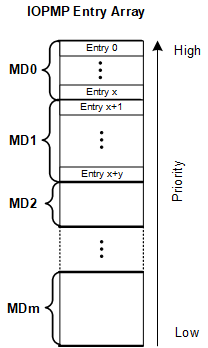 IOPMP Entry Array
Entry 0
High
MD0
Entry x
Entry x+1
MD1
Entry x+y
Priority
MD2
MDm
Low